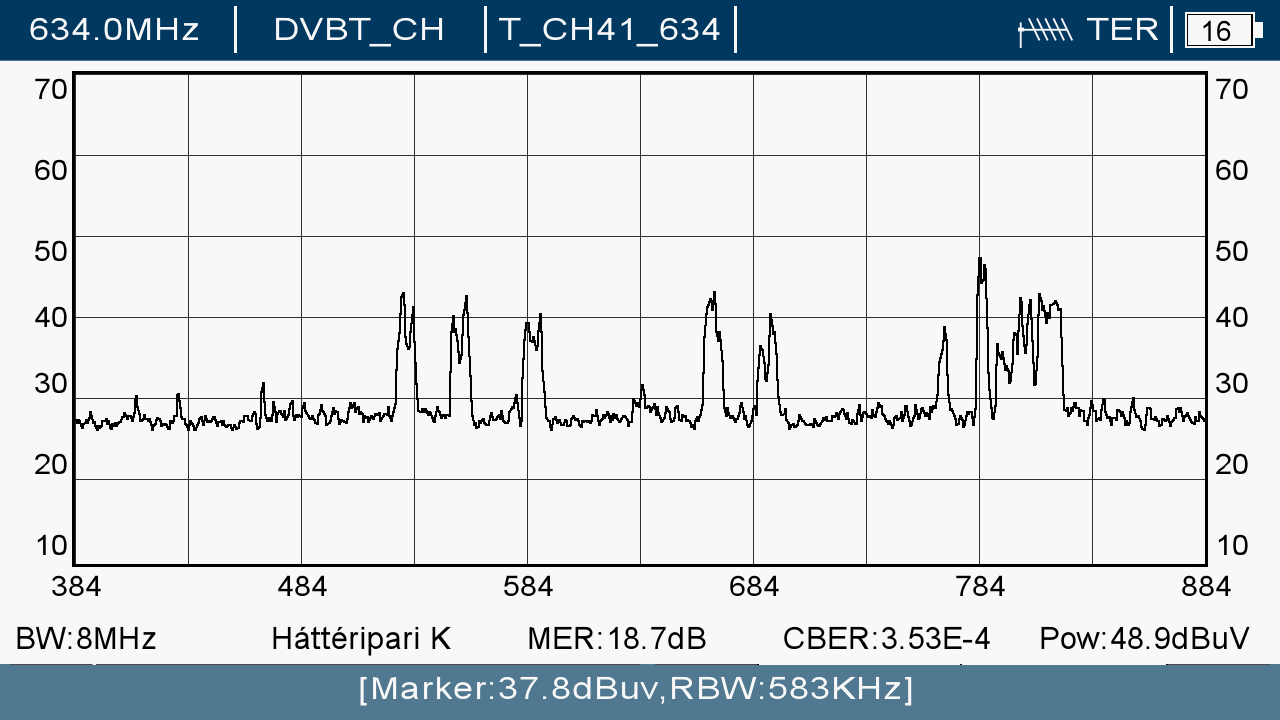 634.0MHz DVBT_CH T_CH41_634 TER 16
70 70
60 60
50 50
40 40
30 30
20 20
10 10
384 484 584 684 784 884
BW:8MHz Háttéripari K MER:18.7dB CBER:3.53E-4 Pow:48.9dBuV
[Marker:37.8dBuv,RBW:583KHz]